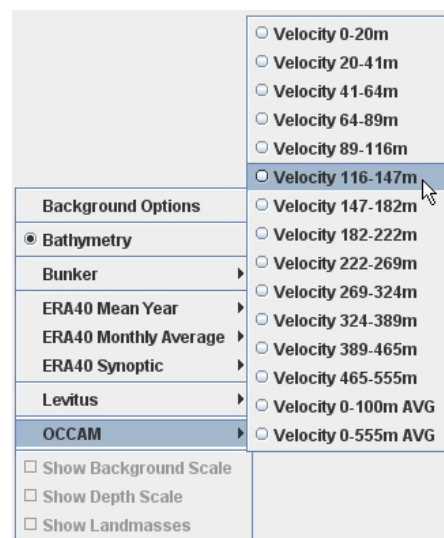 Velocity 0-20m
Velocity 20-41m
Velocity 41-64m
Velocity 64-89m
Velocity 89-116m
Velocity 116-147m
Velocity 147-182m
Velocity 182-222m
Velocity 222-269m
Velocity 269-324m
Velocity 324-389m
Velocity 389-465m
Velocity 465-555m
Velocity 0-100m AVG
Velocity 0-555m AVG
Background Options
Bathymetry
Bunker
ERA40 Mean Year
ERA40 Monthly Average
ERA40 Synoptic
Levitus
OCCAM
Show Background Scale
Show Depth Scale
Show Landmasses